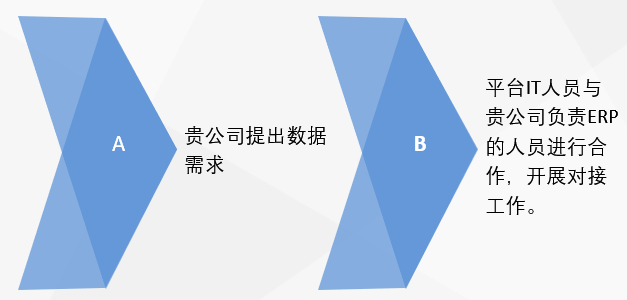 A
贵公司提出数据
需求
B
平台IT人员与
贵公司负责ERP
的人员进行合
作，开展对接
工作。